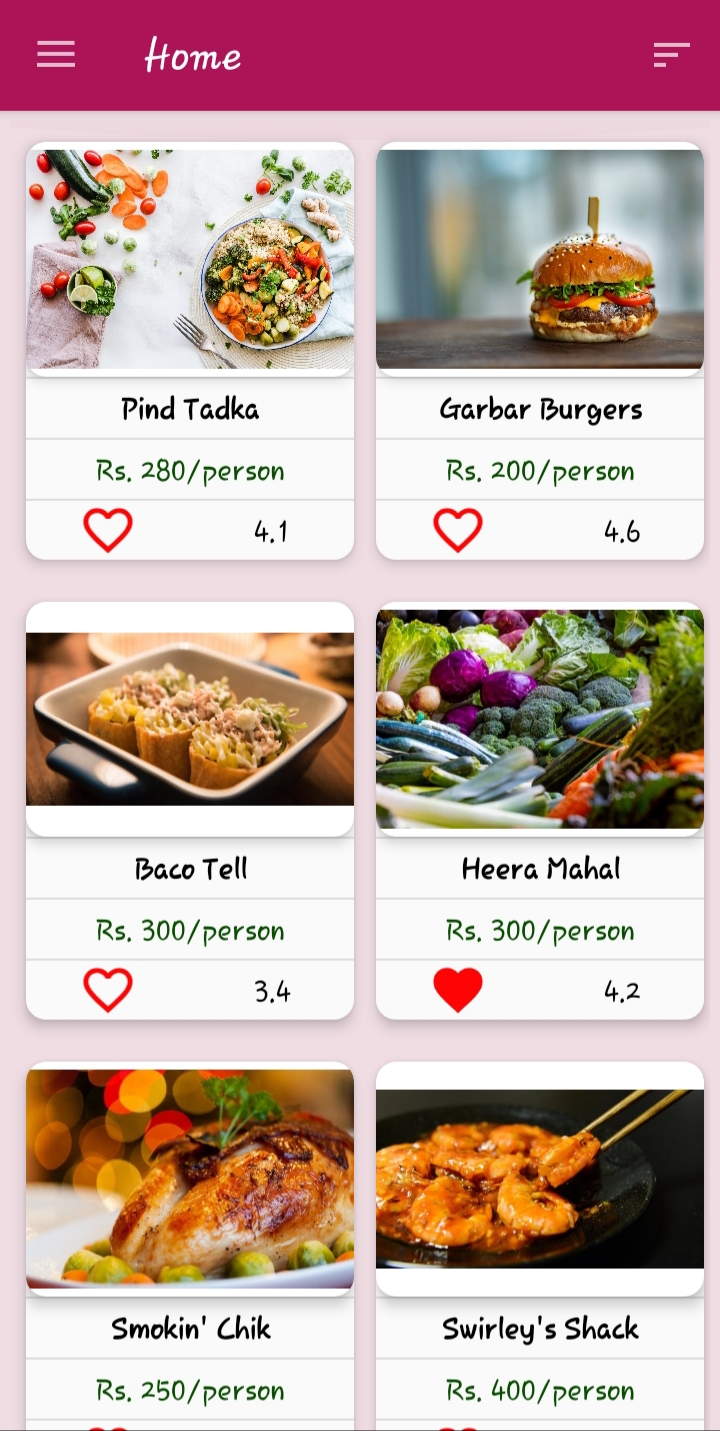 Home
Pind Tadka
Garbar Burgers
Rs. 280/person
Rs. 200/person
4.1
4.6
Baco Tell
Heera Mahal
Rs. 300/person
Rs. 300/person
3.4
4.2
Smokin' Chik
Swirley's Shack
Rs. 250/person
Rs. 400/person